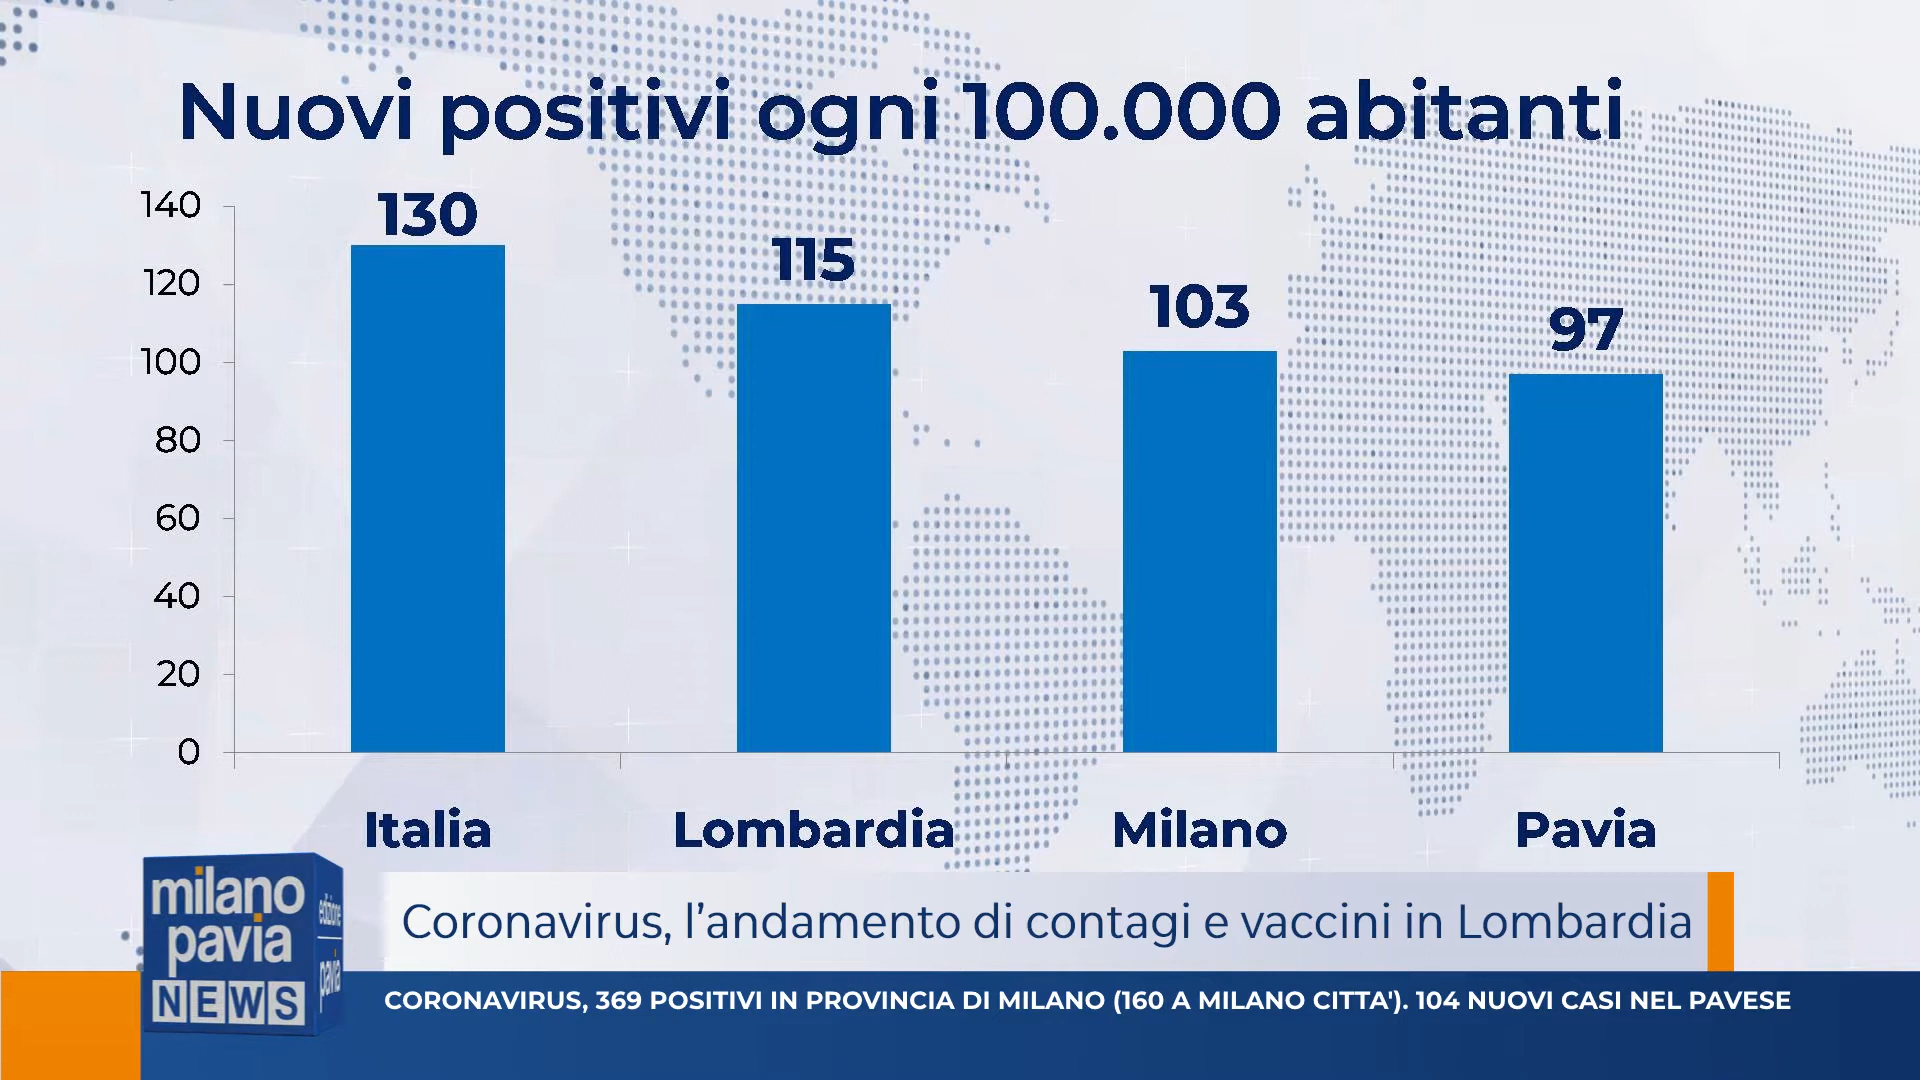 Nuovi positivi ogni 100.000 abitanti
140
120
100
80
60
40
20
0
130
115
103
97
Italia Lombardia Milano Pavia
milano
pavia
NEWS
edizione
pavia
Coronavirus, l'andamento di contagi e vaccini in Lombardia
CORONAVIRUS, 369 POSITIVI IN PROVINCIA DI MILANO (160 A MILANO CITTA'). 104 NUOVI CASI NEL PAVESE